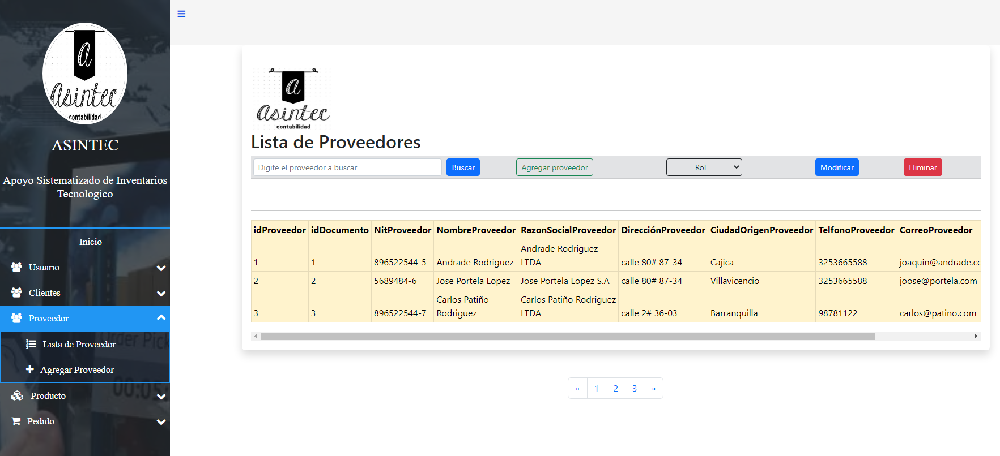 a
Asintec
contabilidad
ASINTEC
Apoyo Sistematizado de Inventarios
Tecnologico
Inicio
Usuario
Clientes
Proveedor
Lista de Proveedor
Agregar Proveedor
Producto
Pedido
Order Pick
00:05:
a
Asintec
contabilidad
Lista de Proveedores
Digite el proveedor a buscar Buscar Agregar proveedor Rol Modificar Eliminar
idProveedor idDocumento NitProveedor NombreProveedor RazonSocialProveedor DirecciónProveedor CiudadOrigenProveedor TelfonoProveedor CorreoProveedor
Andrade Rodriguez
1 1 896522544-5 Andrade Rodriguez LTDA calle 80# 87-34 Cajica 3253665588 joaquin@andrade.cc
2 2 5689484-6 Jose Portela Lopez Jose Portela Lopez S.A calle 80# 87-34 Villavicencio 3253665588 joose@portela.com
Carlos Patiño Carlos Patiño Rodriguez
3 3 896522544-7 Rodriguez LTDA calle 2# 36-03 Barranquilla 98781122 carlos@patino.com
« 1 2 3 »